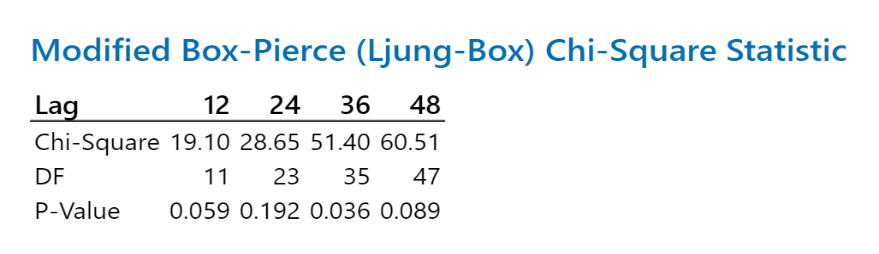 Modified Box-Pierce (Ljung-Box) Chi-Square Statistic
Lag 12 24 36 48
Chi-Square 19.10 28.65 51.40 60.51
DF 11 23 35 47
P-Value 0.059 0.192 0.036 0.089